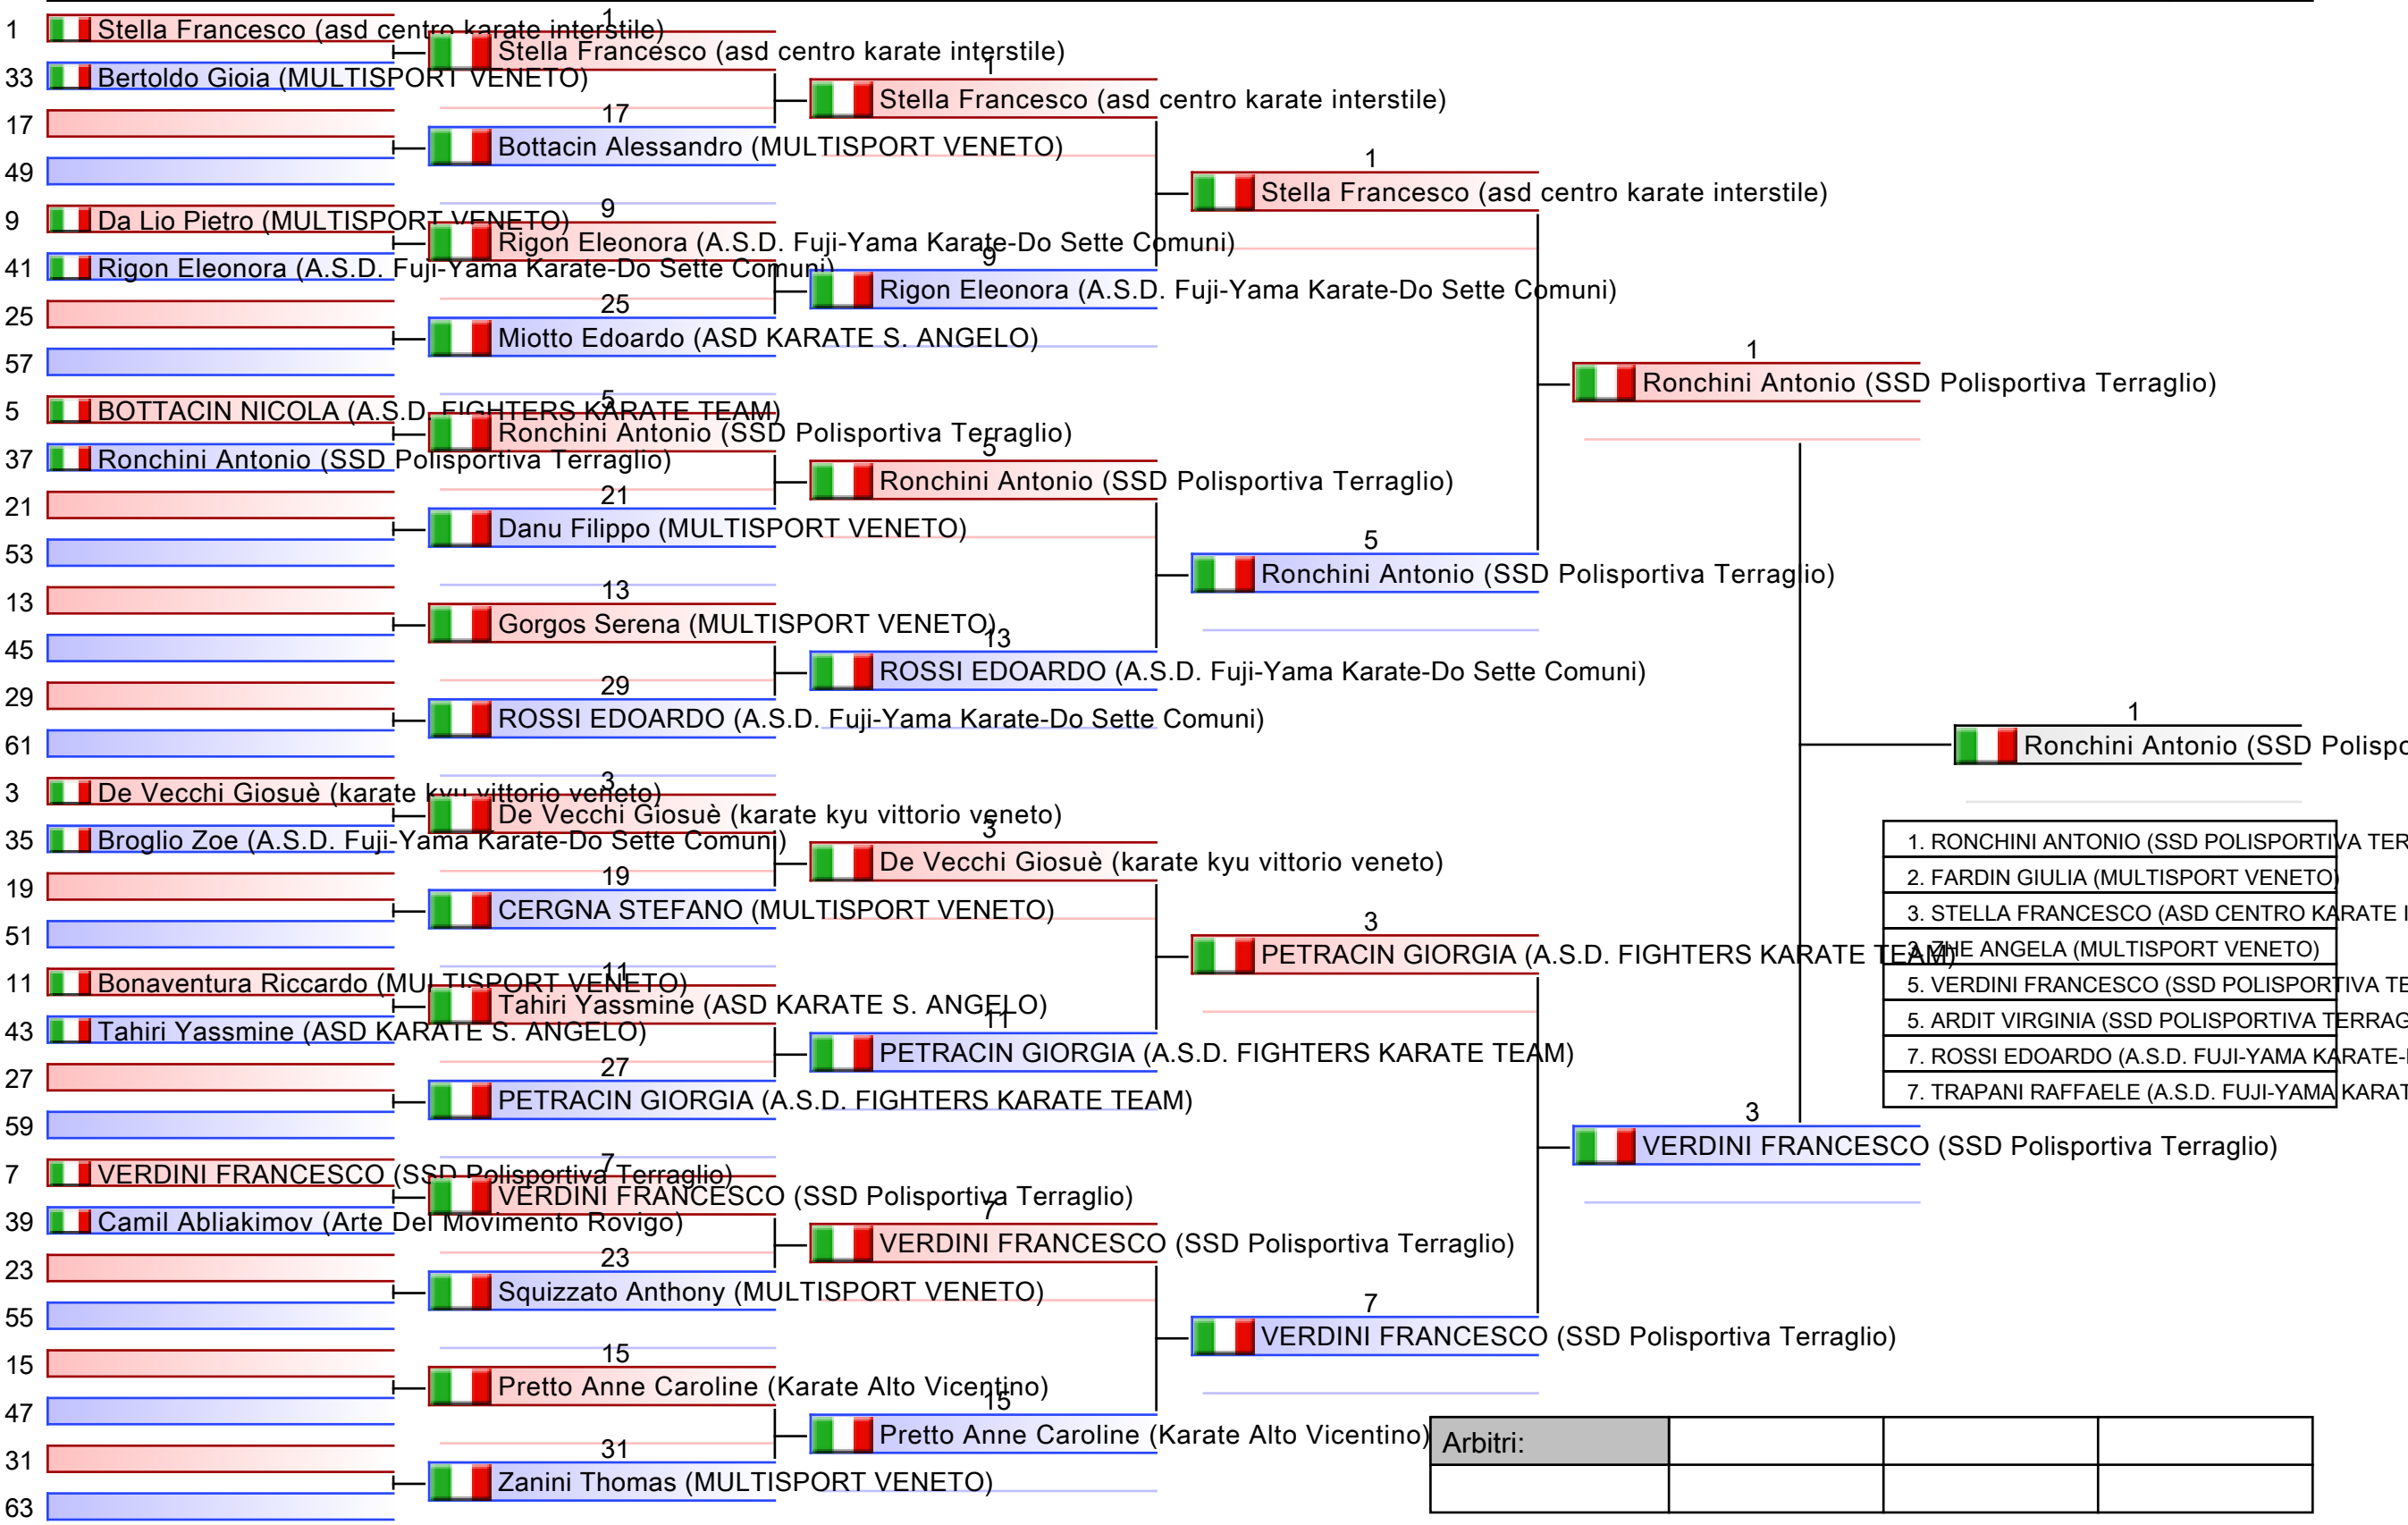 1 Stella Francesco (asd centro karate interstile)
33 Bertoldo Gioia (MULTISPORT VENETO)
17
49
9 Da Lio Pietro (MULTISPORT VENETO)
41 Rigon Eleonora (A.S.D. Fuji-Yama Karate-Do Sette Comuni)
25
57
5 BOTTACIN NICOLA (A.S.D. FIGHTERS KARATE TEAM)
37 Ronchini Antonio (SSD Polisportiva Terraglio)
21
53
13
45
29
61
3 De Vecchi Giosuè (karate kyu vittorio veneto)
35 Broglio Zoe (A.S.D. Fuji-Yama Karate-Do Sette Comuni)
19
51
11 Bonaventura Riccardo (MULTISPORT VENETO)
43 Tahiri Yassmine (ASD KARATE S. ANGELO)
27
59
7 VERDINI FRANCESCO (SSD Polisportiva Terraglio)
39 Camil Abliakimov (Arte Del Movimento Rovigo)
23
55
15
47
31
63
1
Stella Francesco (asd centro karate interstile)
17
Bottacin Alessandro (MULTISPORT VENETO)
9
Rigon Eleonora (A.S.D. Fuji-Yama Karate-Do Sette Comuni)
25
Miotto Edoardo (ASD KARATE S. ANGELO)
5
Ronchini Antonio (SSD Polisportiva Terraglio)
21
Danu Filippo (MULTISPORT VENETO)
13
Gorgos Serena (MULTISPORT VENETO)
29
ROSSI EDOARDO (A.S.D. Fuji-Yama Karate-Do Sette Comuni)
3
De Vecchi Giosuè (karate kyu vittorio veneto)
19
CERGNA STEFANO (MULTISPORT VENETO)
11
Tahiri Yassmine (ASD KARATE S. ANGELO)
27
PETRACIN GIORGIA (A.S.D. FIGHTERS KARATE TEAM)
7
VERDINI FRANCESCO (SSD Polisportiva Terraglio)
23
Squizzato Anthony (MULTISPORT VENETO)
15
Pretto Anne Caroline (Karate Alto Vicentino)
31
Zanini Thomas (MULTISPORT VENETO)
1
Stella Francesco (asd centro karate interstile)
9
Rigon Eleonora (A.S.D. Fuji-Yama Karate-Do Sette Comuni)
5
Ronchini Antonio (SSD Polisportiva Terraglio)
13
ROSSI EDOARDO (A.S.D. Fuji-Yama Karate-Do Sette Comuni)
3
De Vecchi Giosuè (karate kyu vittorio veneto)
11
PETRACIN GIORGIA (A.S.D. FIGHTERS KARATE TEAM)
7
VERDINI FRANCESCO (SSD Polisportiva Terraglio)
15
Pretto Anne Caroline (Karate Alto Vicentino)
1
Stella Francesco (asd centro karate interstile)
5
Ronchini Antonio (SSD Polisportiva Terraglio)
3
PETRACIN GIORGIA (A.S.D. FIGHTERS KARATE TEAM)
7
VERDINI FRANCESCO (SSD Polisportiva Terraglio)
1
Ronchini Antonio (SSD Polisportiva Terraglio)
3
VERDINI FRANCESCO (SSD Polisportiva Terraglio)
1
Ronchini Antonio (SSD
1. RONCHINI ANTONIO (SSD POLISPORTIVA
2. FARDIN GIULIA (MULTISPORT VENETO)
3. STELLA FRANCESCO (ASD CENTRO KARATE
3. ZHE ANGELA (MULTISPORT VENETO)
5. VERDINI FRANCESCO (SSD POLISPORTIVA
5. ARDIT VIRGINIA (SSD POLISPORTIVA
7. ROSSI EDOARDO (A.S.D. FUJI-YAMA
7. TRAPANI RAFFAELE (A.S.D. FUJI-YAMA
Arbitri: